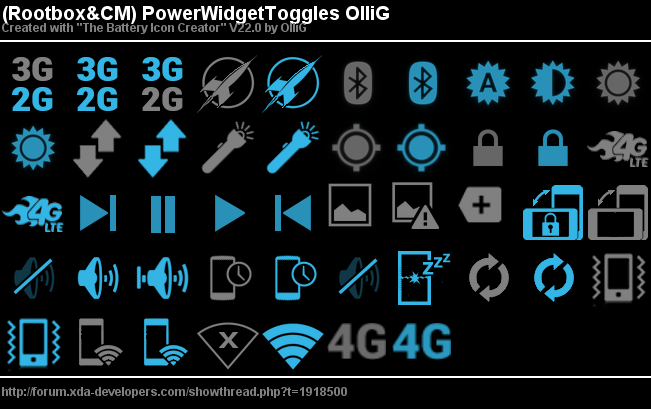 (Rootbox&CM) PowerWidgetToggles OlliG
Created with "The Battery Icon Creator" V22.0 by OlliG
3G 3G 3G A
2G 2G 2G
4G
LTE
4G
LTE
zzz
x 4G 4G
http://forum.xda-developers.com/showthread.php?t=1918500